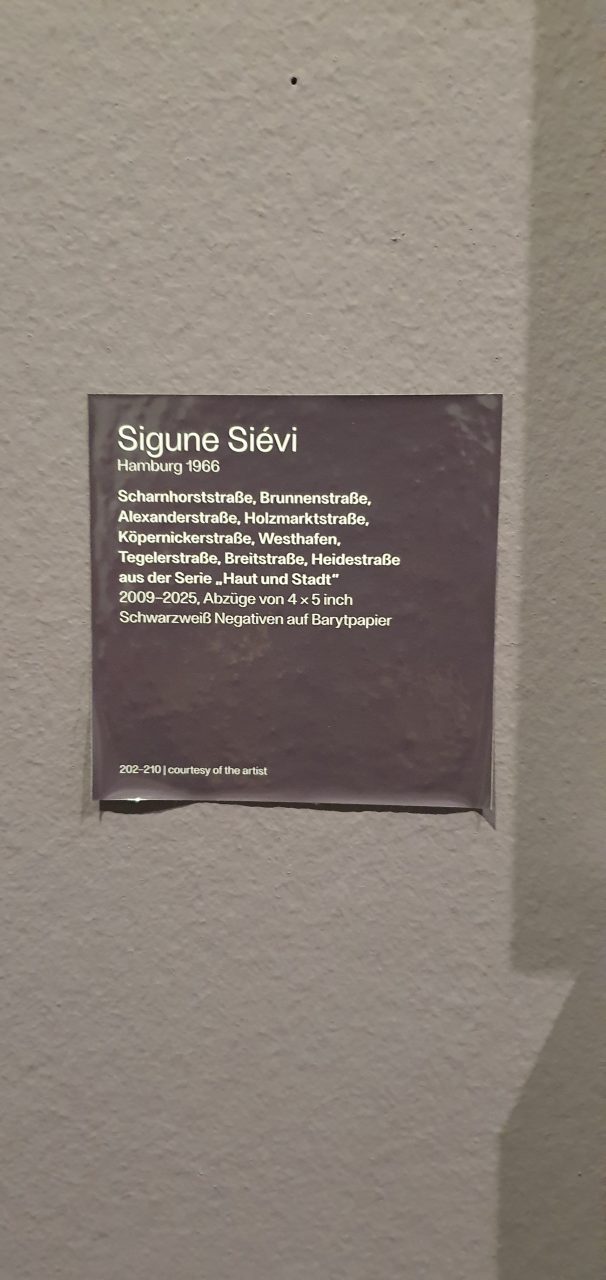 Sigune Siévi
Hamburg 1966
Scharnhorststraße, Brunnenstraße,
Alexanderstraße, Holzmarktstraße,
Köpernickerstraße, Westhafen,
Tegelerstraße, Breitstraße, Heidestraße
aus der Serie „Haut und Stadt“
2009–2025, Abzüge von 4 × 5 inch
Schwarzweiß Negativen auf Barytpapier
202–210 | courtesy of the artist